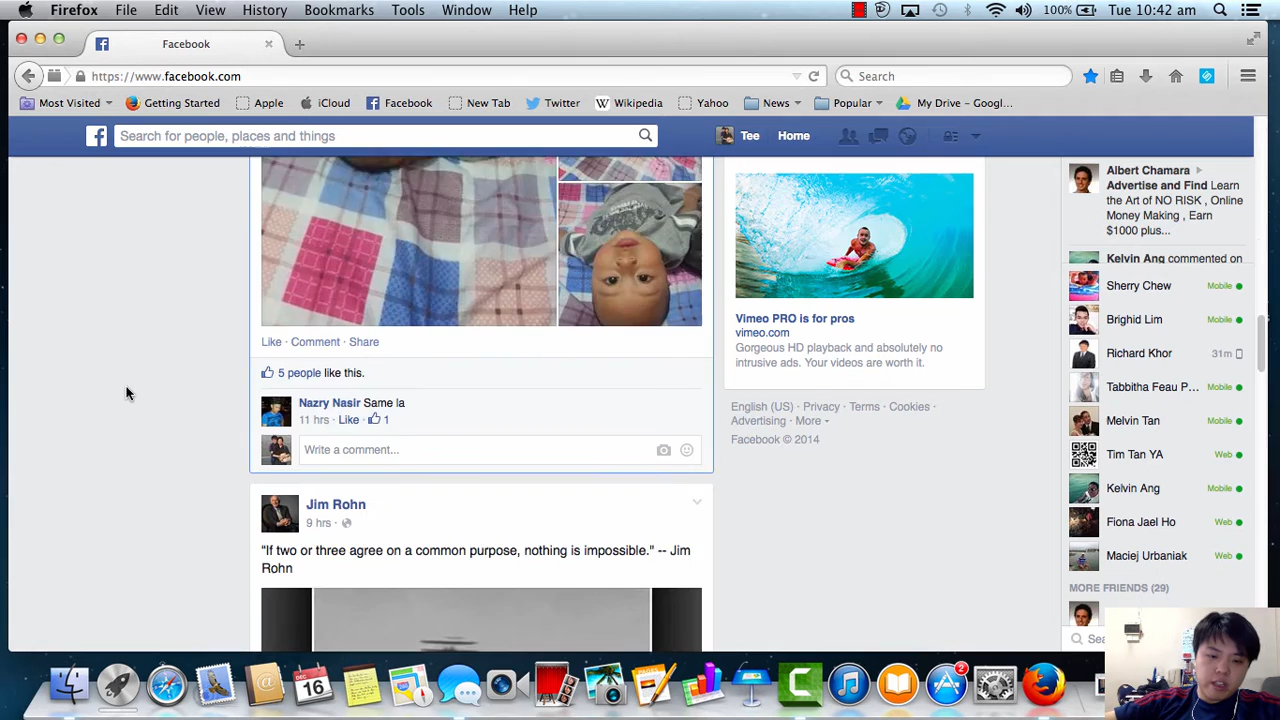 Firefox File Edit View History Bookmarks Tools Window Help 100% Tue 10:42 am
Facebook
https://www.facebook.com Search
Most Visited Getting Started Apple iCloud Facebook New Tab Twitter Wikipedia Yahoo News Popular My Drive - Googl...
Search for people, places and things Tee Home
Like · Comment · Share
5 people like this.
Nazry Nasir Same la
11 hrs · Like · 1
Write a comment...
Jim Rohn
9 hrs ·
"If two or three agree on a common purpose, nothing is impossible." -- Jim
Rohn
Vimeo PRO is for pros
vimeo.com
Gorgeous HD playback and absolutely no
intrusive ads. Your videos are worth it.
English (US) · Privacy · Terms · Cookies ·
Advertising · More
Facebook © 2014
Albert Chamara
Advertise and Find Learn
the Art of NO RISK , Online
Money Making , Earn
$1000 plus...
Kelvin Ang commented on
Sherry Chew Mobile
Brighid Lim Mobile
Richard Khor 31m
Tabbitha Feau P... Mobile
Melvin Tan Mobile
Tim Tan YA Web
Kelvin Ang Mobile
Fiona Jael Ho Web
Maciej Urbaniak Web
MORE FRIENDS (29)
DEC
16
2